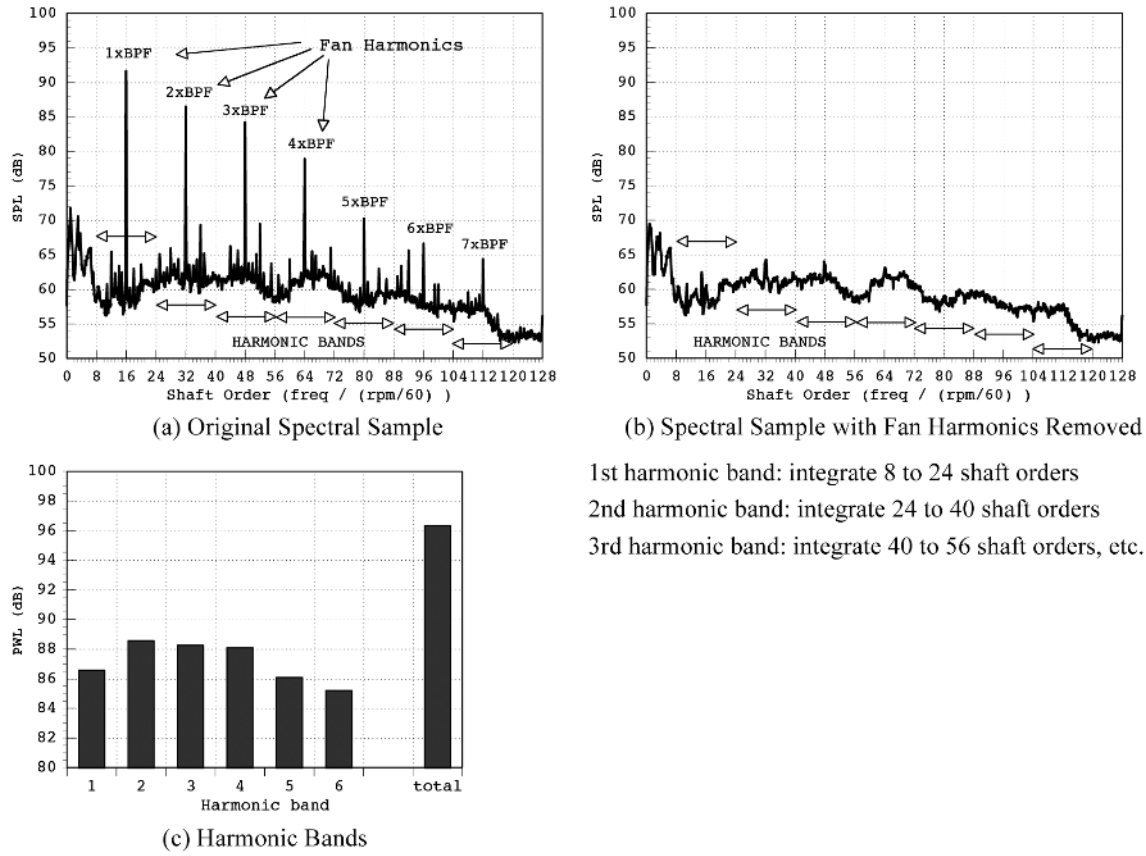 100
95
90
85
80
75
70
65
60
55
50
SPL (dB)
1xBPF
Fan Harmonics
2xBPF
3xBPF
4xBPF
5xBPF
6xBPF
7xBPF
HARMONIC BANDS
0 8 16 24 32 40 48 56 64 72 80 88 96 104 112 120 128
Shaft Order (freq / (rpm/60) )
(a) Original Spectral Sample
100
95
90
85
80
75
70
65
60
55
50
SPL (dB)
HARMONIC BANDS
0 8 16 24 32 40 48 56 64 72 80 88 96 104 112 120 128
Shaft Order (freq / (rpm/60) )
(b) Spectral Sample with Fan Harmonics Removed
100
98
96
94
92
90
88
86
84
82
80
PWL (dB)
1 2 3 4 5 6 total
Harmonic band
(c) Harmonic Bands
1st harmonic band: integrate 8 to 24 shaft orders
2nd harmonic band: integrate 24 to 40 shaft orders
3rd harmonic band: integrate 40 to 56 shaft orders, etc.